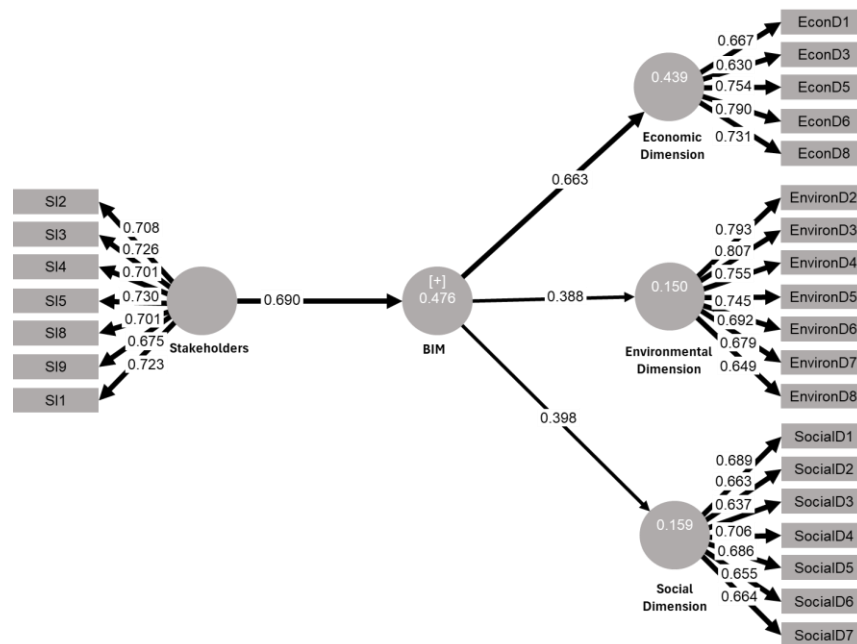 SI2
SI3
SI4
SI5
SI8
SI9
SI1
0.708
0.726
0.701
0.730
0.701
0.675
0.723
Stakeholders
0.690
[+]
0.476
BIM
0.663
0.388
0.398
0.439
Economic
Dimension
0.667
0.630
0.754
0.790
0.731
EconD1
EconD3
EconD5
EconD6
EconD8
0.150
Environmental
Dimension
0.793
0.807
0.755
0.745
0.692
0.679
0.649
EnvironD2
EnvironD3
EnvironD4
EnvironD5
EnvironD6
EnvironD7
EnvironD8
0.159
Social
Dimension
0.689
0.663
0.637
0.706
0.686
0.655
0.664
SocialD1
SocialD2
SocialD3
SocialD4
SocialD5
SocialD6
SocialD7